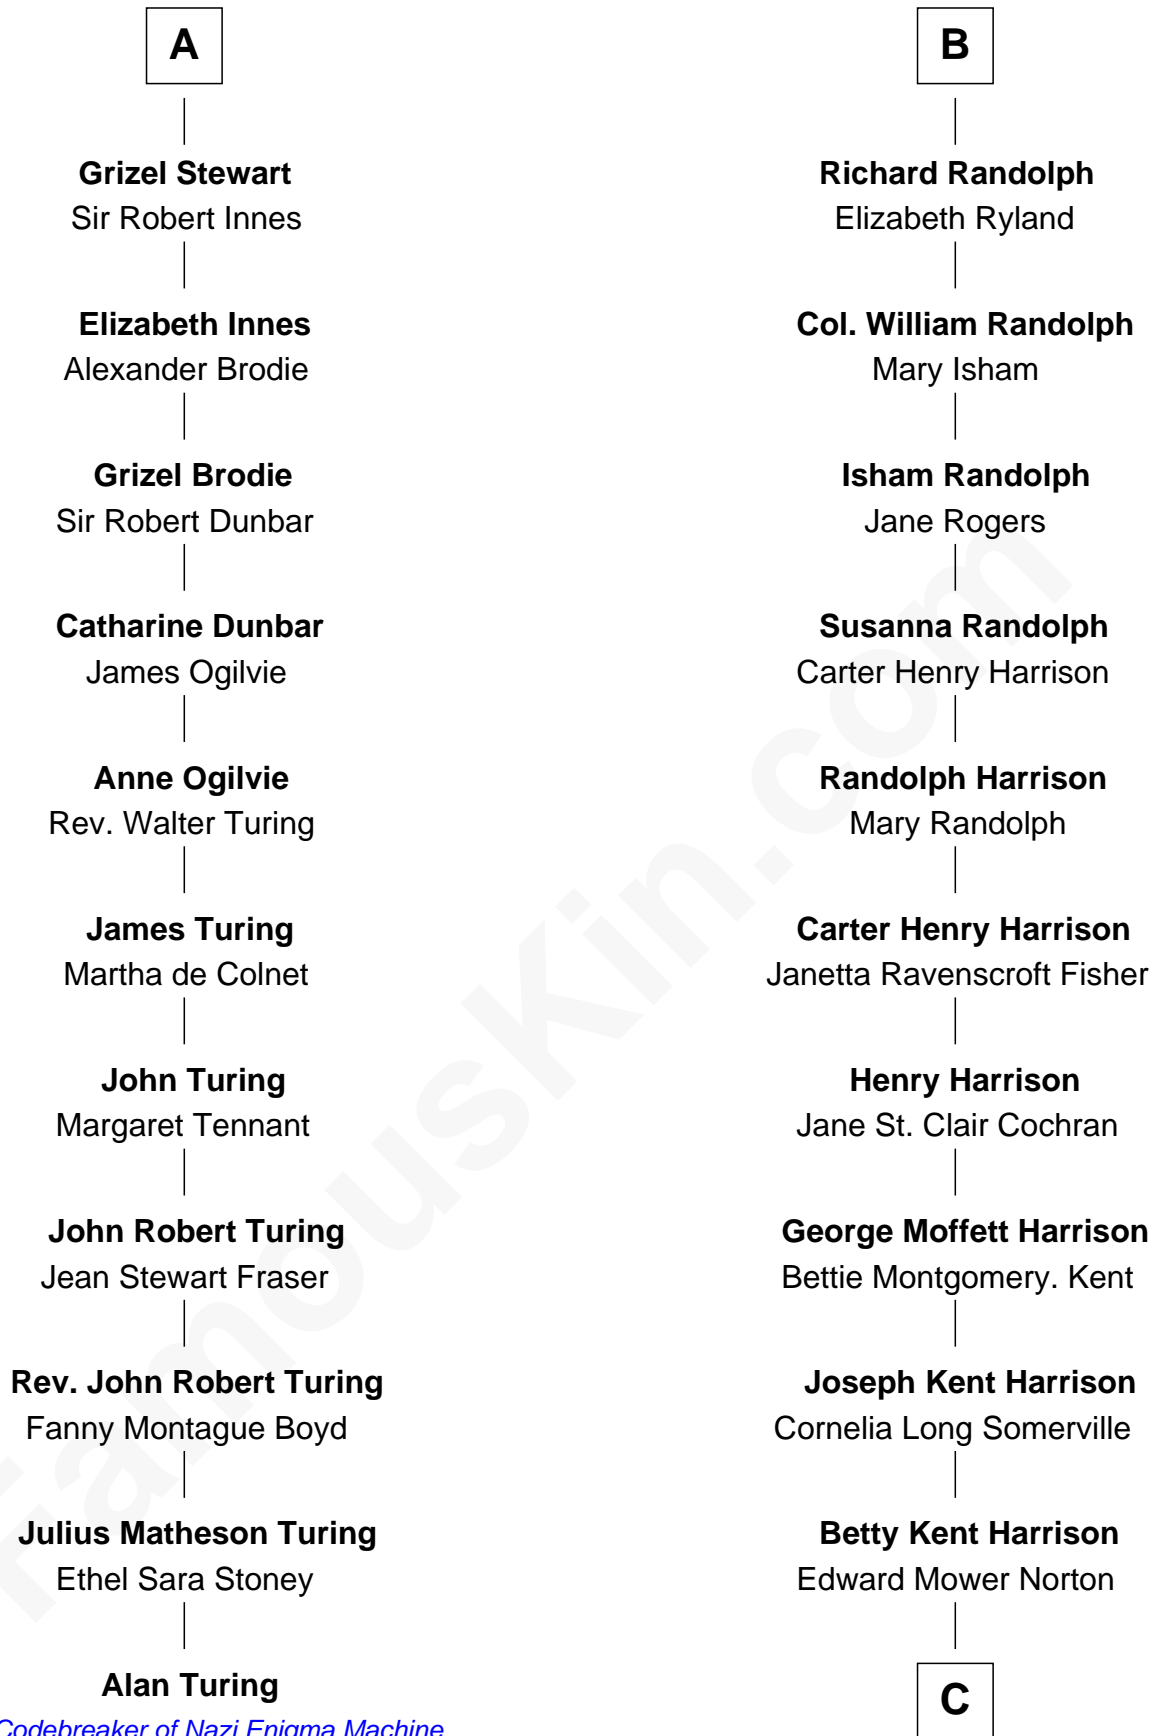 A
Grizel Stewart
Sir Robert Innes
Elizabeth Innes
Alexander Brodie
Grizel Brodie
Sir Robert Dunbar
Catharine Dunbar
James Ogilvie
Anne Ogilvie
Rev. Walter Turing
James Turing
Martha de Colnet
John Turing
Margaret Tennant
John Robert Turing
Jean Stewart Fraser
Rev. John Robert Turing
Fanny Montague Boyd
Julius Matheson Turing
Ethel Sara Stoney
Alan Turing
Codebreaker of Nazi Enigma Machine
B
Richard Randolph
Elizabeth Ryland
Col. William Randolph
Mary Isham
Isham Randolph
Jane Rogers
Susanna Randolph
Carter Henry Harrison
Randolph Harrison
Mary Randolph
Carter Henry Harrison
Janetta Ravenscroft Fisher
Henry Harrison
Jane St. Clair Cochran
George Moffett Harrison
Bettie Montgomery. Kent
Joseph Kent Harrison
Cornelia Long Somerville
Betty Kent Harrison
Edward Mower Norton
C
FamousKin.com